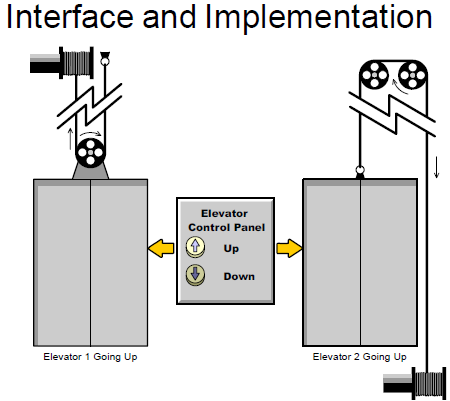 Interface and Implementation
Elevator
Control Panel
Up
Down
Elevator 1 Going Up
Elevator 2 Going Up